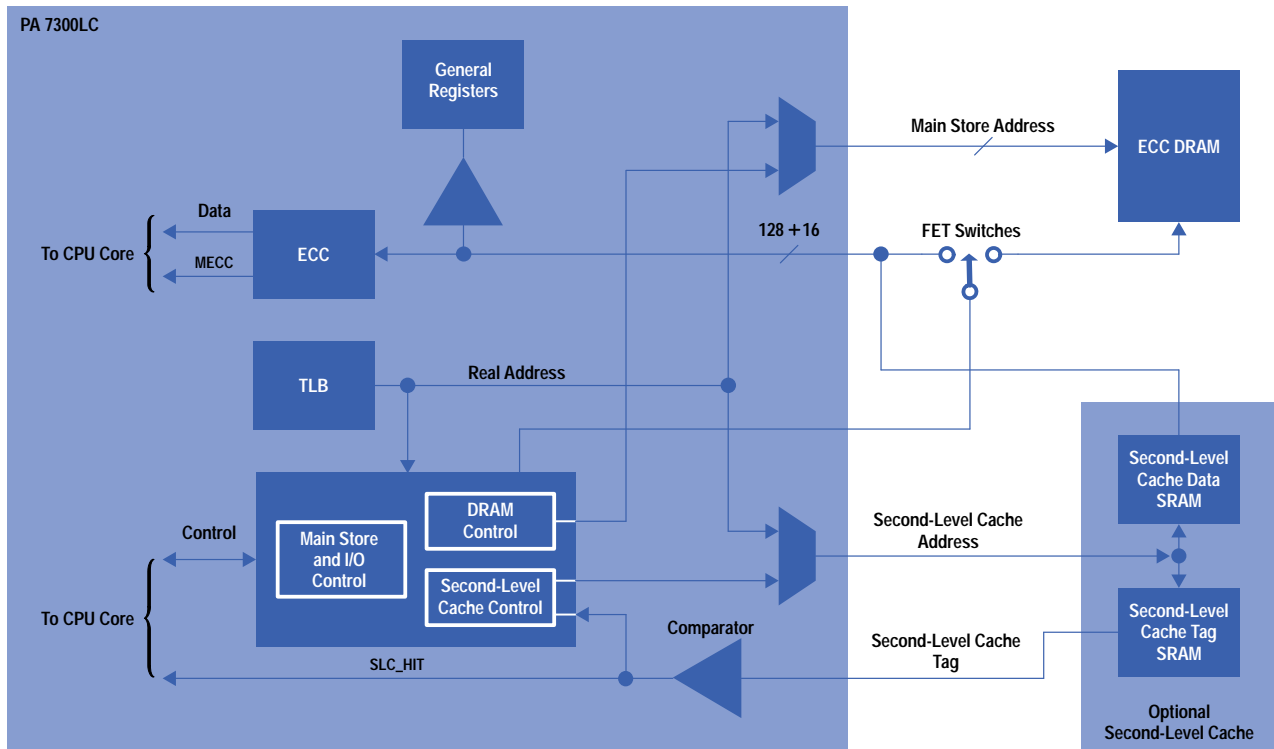 PA 7300LC
General
Registers
Main Store Address
ECC DRAM
Data
To CPU Core
MECC
ECC
128 + 16
FET Switches
TLB
Real Address
Second-Level
Cache Data
SRAM
DRAM
Control
Control
Main Store
and I/O
Control
Second-Level
Cache Control
Second-Level Cache
Address
To CPU Core
Comparator
Second-Level Cache
Tag
Second-Level
Cache Tag
SRAM
SLC_HIT
Optional
Second-Level Cache